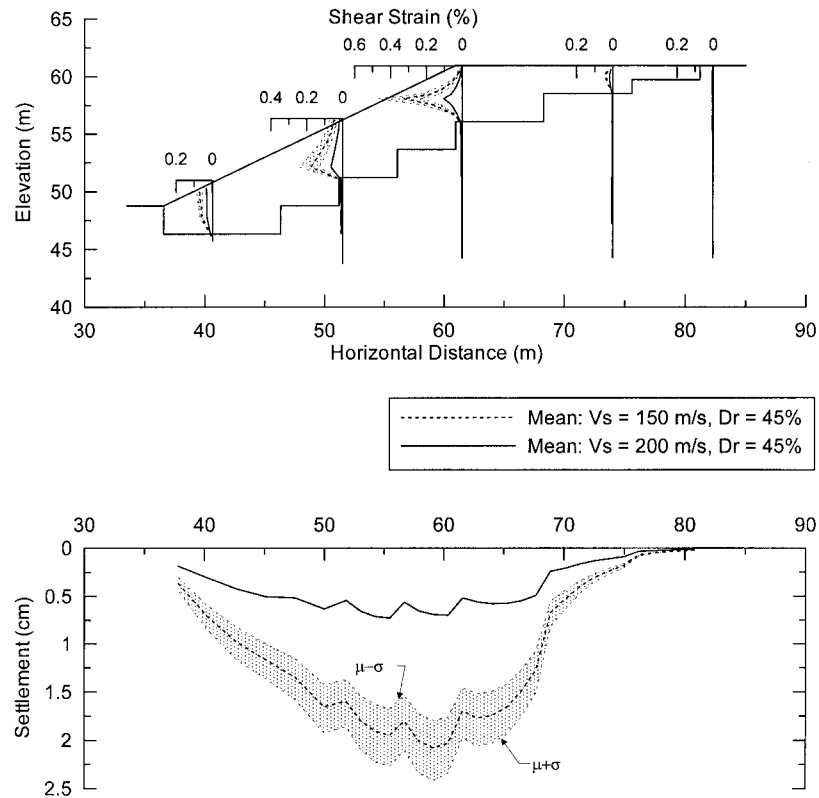 Shear Strain (%)
65
60
55
50
45
40
Elevation (m)
0.6 0.4 0.2 0
0.2 0
0.2 0
0.4 0.2 0
0.2 0
30 40 50 60 70 80 90
Horizontal Distance (m)
Mean: Vs = 150 m/s, Dr = 45%
Mean: Vs = 200 m/s, Dr = 45%
30 40 50 60 70 80 90
0
0.5
1
1.5
2
2.5
Settlement (cm)
μ−σ
μ+σ